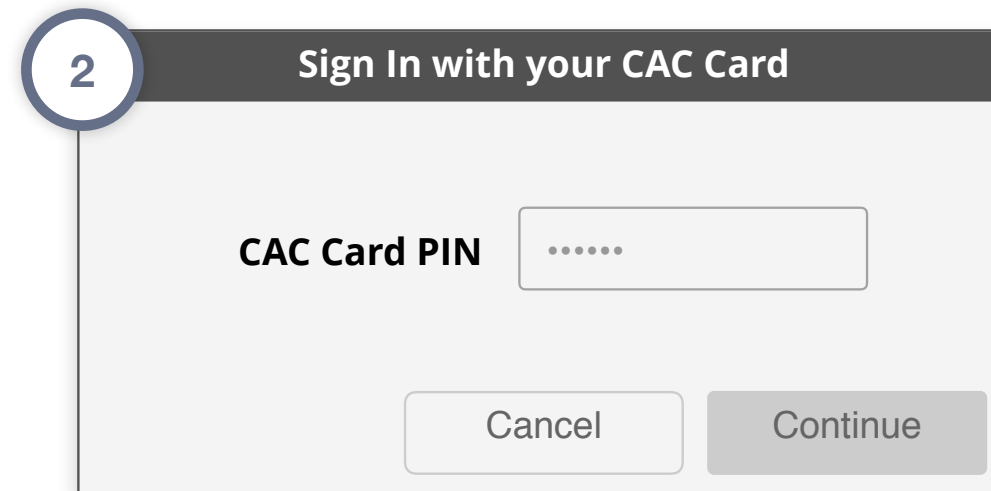 2
Sign In with your CAC Card
CAC Card PIN ••••••
Cancel Continue